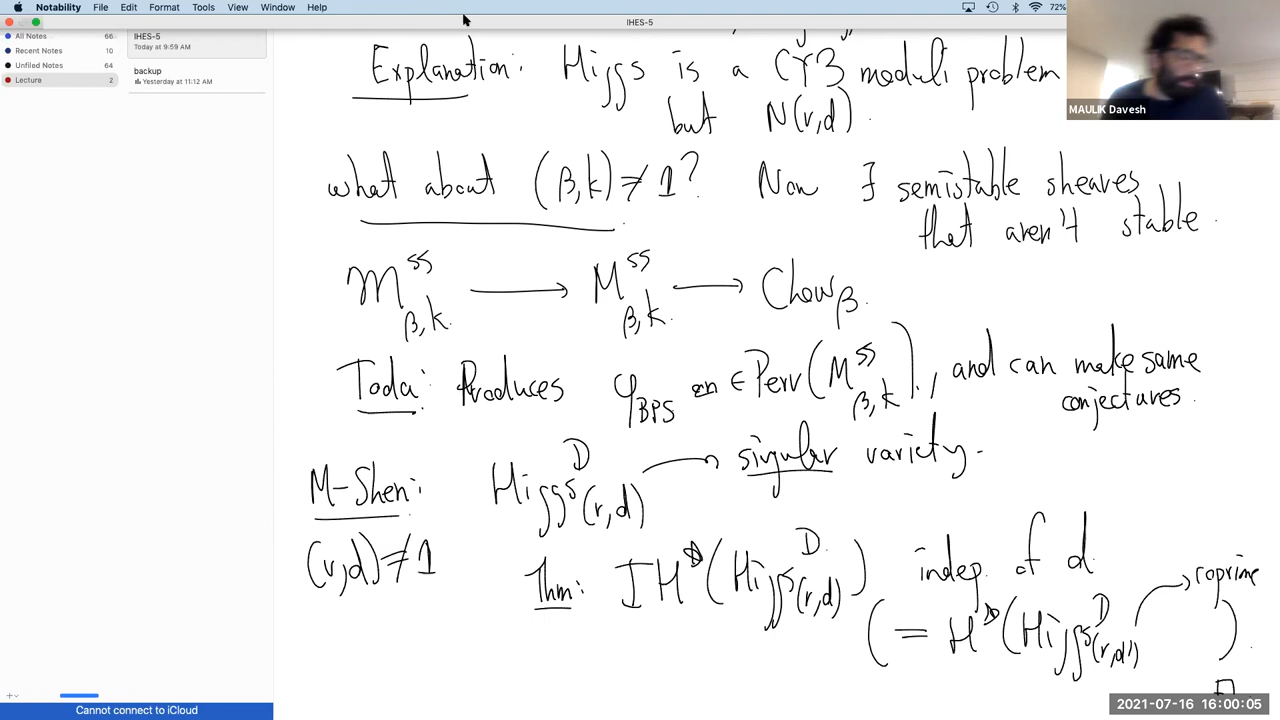 Notability File Edit Format Tools View Window Help 72%
IHES-5
All Notes 66
Recent Notes 10
Unfiled Notes 64
Lecture 2
IHES-5
Today at 9:59 AM
backup
Yesterday at 11:12 AM
MAULIK Davesh
Explanation: Higgs is a CY3 moduli problem
but N(r,d).
what about (β,k) ≠ 1? Now ∃ semistable sheaves
that aren't stable.
𝔐^ss_β,k. ⟶ M^ss_β,k. ⟶ Chow_β.
Toda: Produces φ_BPS ∈ Perv(M^ss_β,k)., and can make same
conjectures.
M-Shen: Higgs^D_(r,d) → singular variety.
(r,d) ≠ 1 Thm: IH^*(Higgs^D_(r,d)) indep. of d
(= H^*(Higgs^D_(r,d')) → coprime ).
Cannot connect to iCloud
2021-07-16 16:00:05